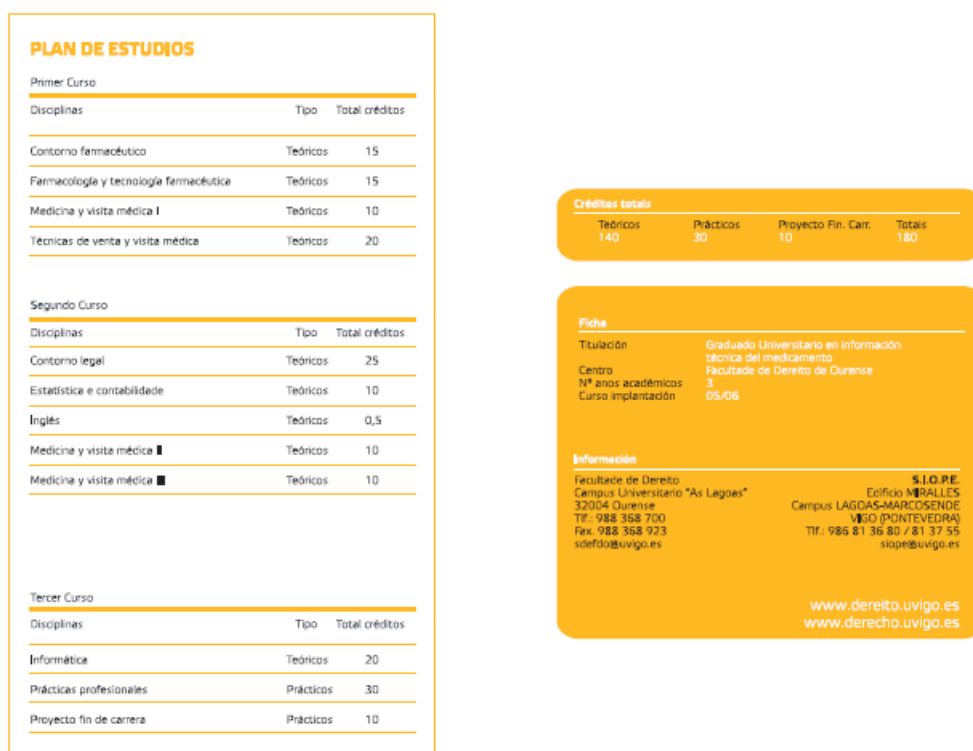 PLAN DE ESTUDIOS
Primer Curso
Disciplinas Tipo Total créditos
Contorno farmacéutico Teóricos 15
Farmacología y tecnología farmacéutica Teóricos 15
Medicina y visita médica I Teóricos 10
Técnicas de venta y visita médica Teóricos 20
Segundo Curso
Disciplinas Tipo Total créditos
Contorno legal Teóricos 25
Estatística e contabilidade Teóricos 10
Inglés Teóricos 0,5
Medicina y visita médica Teóricos 10
Medicina y visita médica Teóricos 10
Tercer Curso
Disciplinas Tipo Total créditos
Informática Teóricos 20
Prácticas profesionales Prácticos 30
Proyecto fin de carrera Prácticos 10
Créditos totais
Teóricos Prácticos Proyecto Fin. Carr. Totais
140 30 10 180
Ficha
Titulación Graduado Universitario en información
técnica del medicamento
Centro Facultade de Dereito de Ourense
Nª anos académicos 3
Curso implantación 05/06
Información
Facultade de Dereito
Campus Universitario "As Lagoas"
32004 Ourense
Tlf.: 988 368 700
Fax. 988 368 923
sdefdo@uvigo.es
S.I.O.P.E.
Edificio MIRALLES
Campus LAGOAS-MARCOSENDE
VIGO (PONTEVEDRA)
Tlf.: 986 81 36 80 / 81 37 55
siope@uvigo.es
www.dereito.uvigo.es
www.derecho.uvigo.es